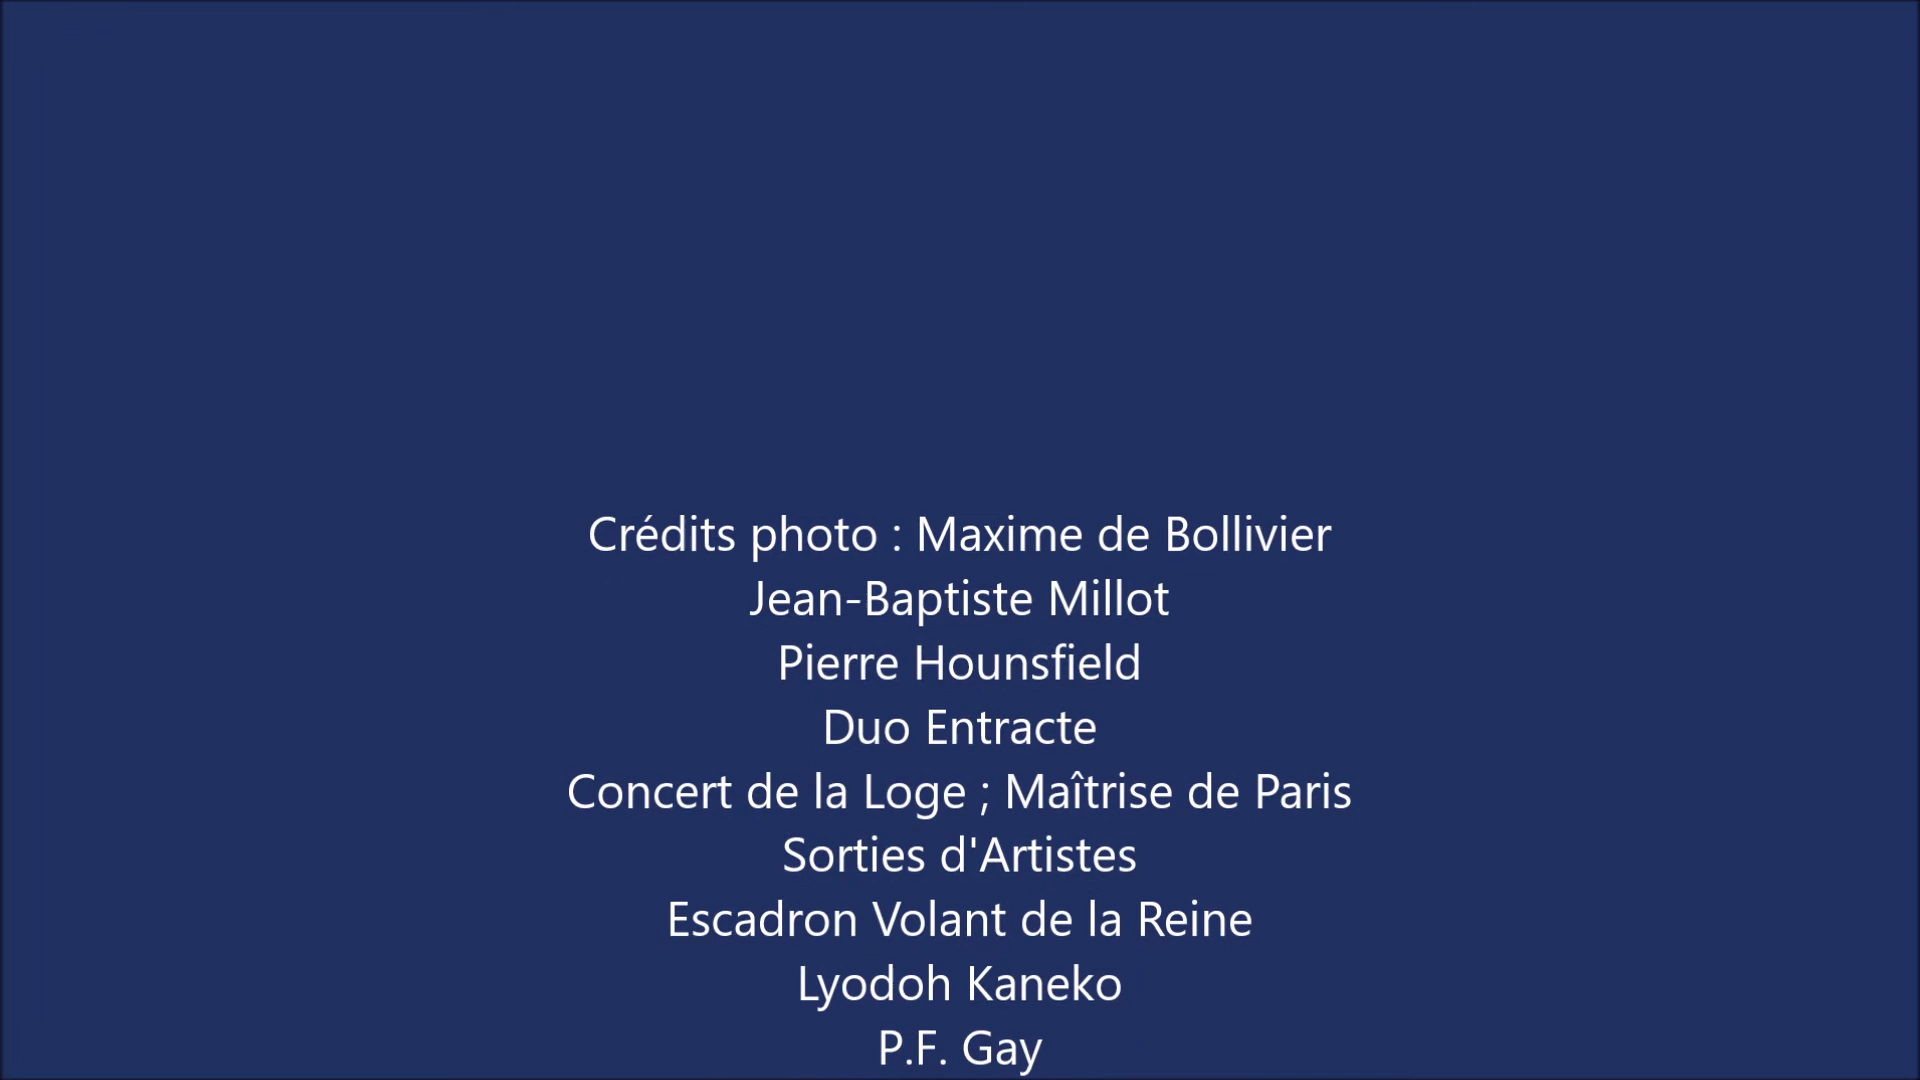 Crédits photo : Maxime de Bollivier
Jean-Baptiste Millot
Pierre Hounsfield
Duo Entracte
Concert de la Loge ; Maîtrise de Paris
Sorties d'Artistes
Escadron Volant de la Reine
Lyodoh Kaneko
P.F. Gay